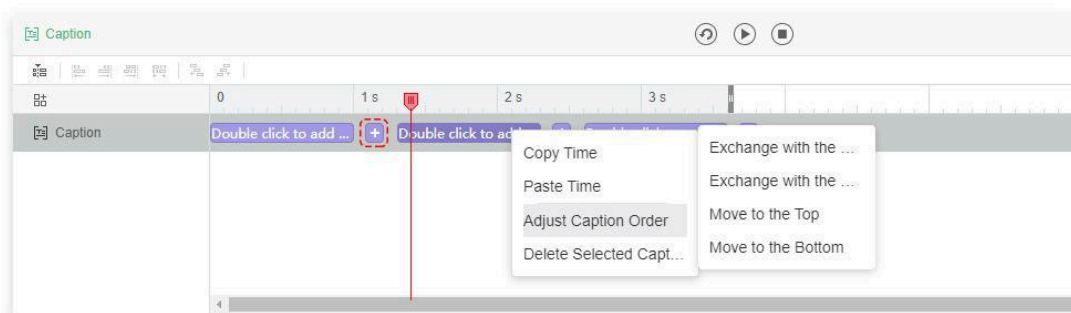 Caption
0 1 s 2 s 3 s
Caption Double click to add ... + Double click to ad
Copy Time
Paste Time
Adjust Caption Order
Delete Selected Capt...
Exchange with the ...
Exchange with the ...
Move to the Top
Move to the Bottom